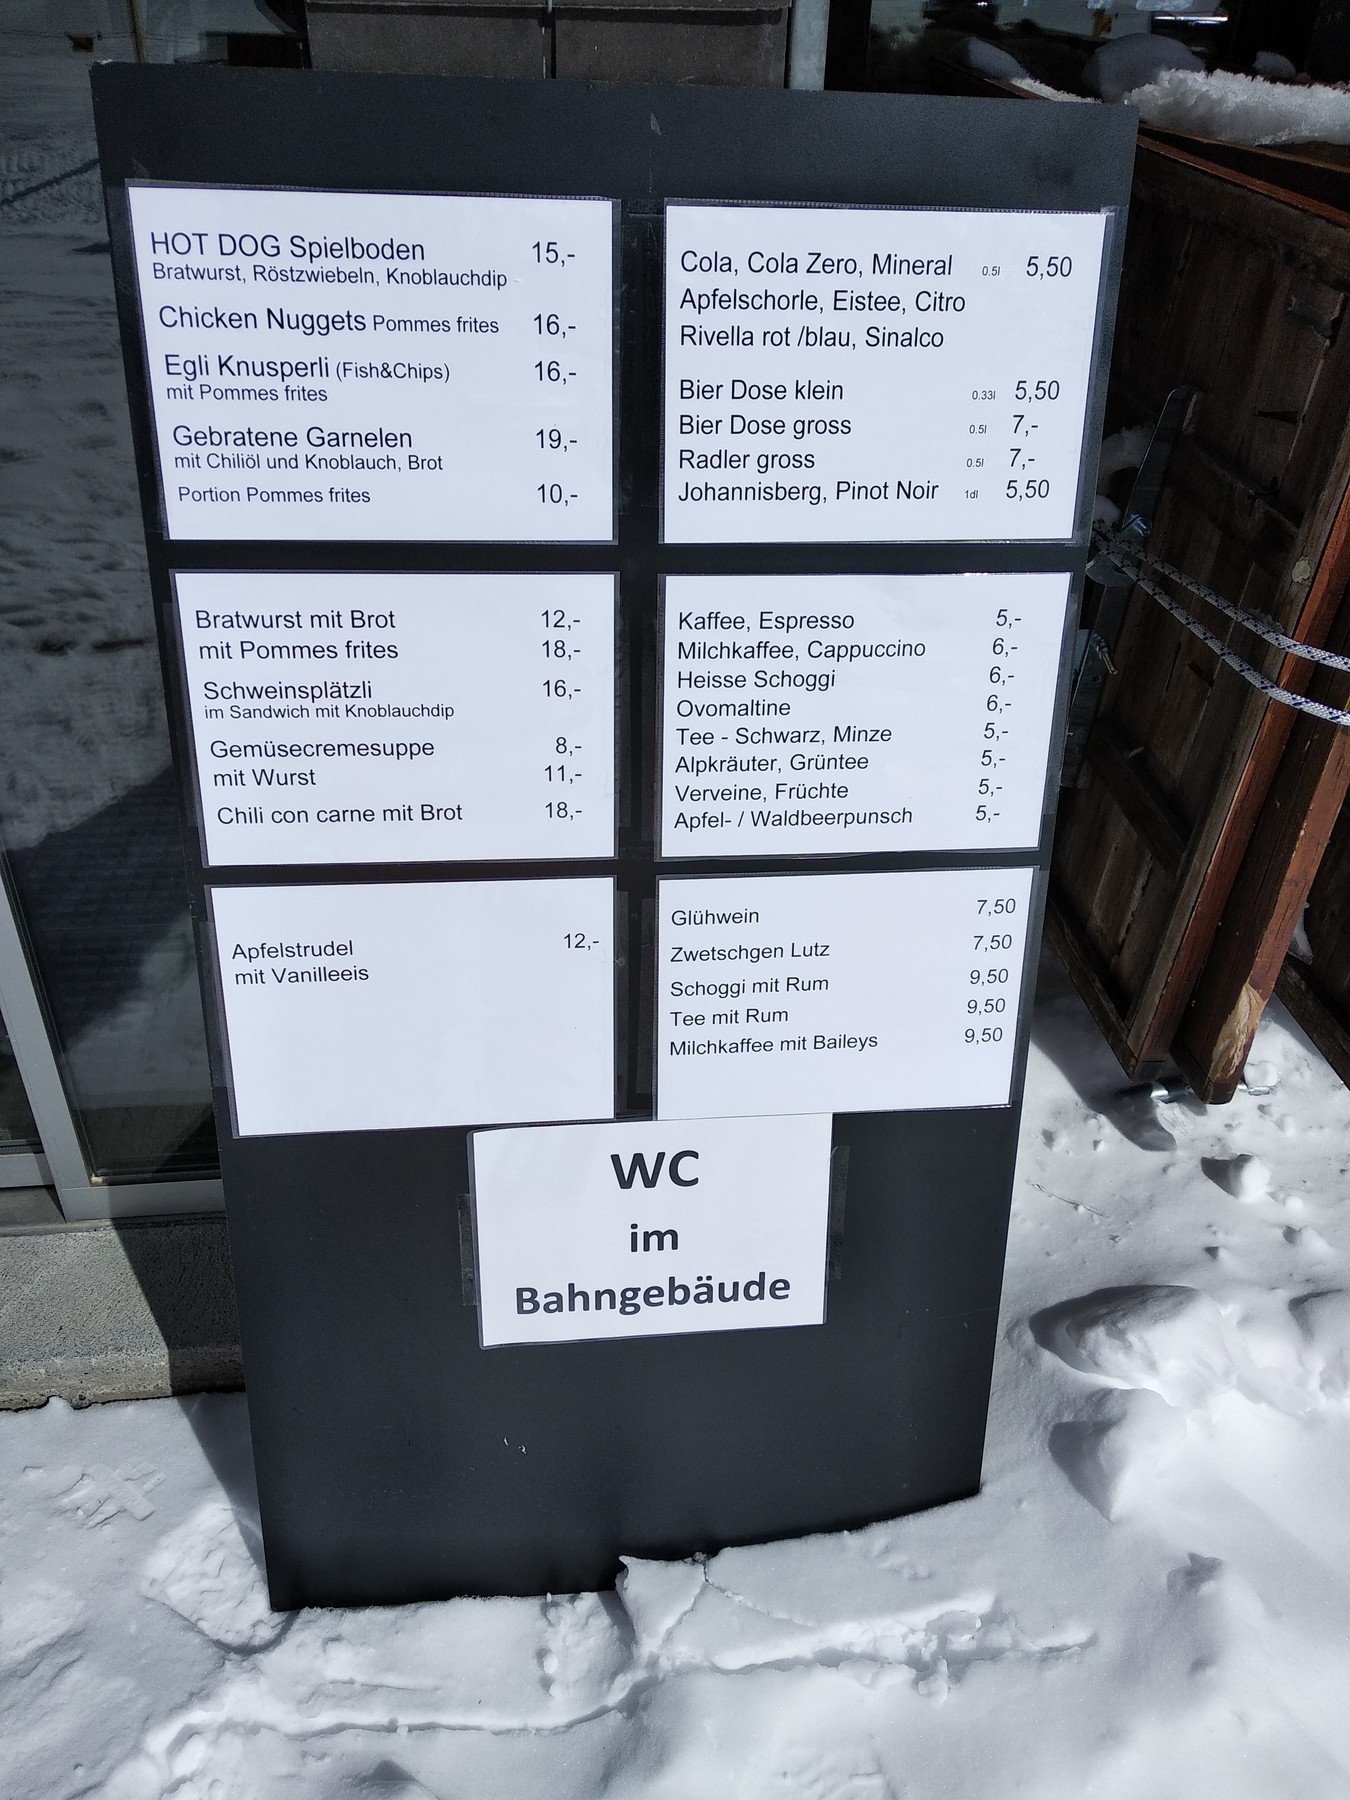 HOT DOG Spielboden 15,-
Bratwurst, Röstzwiebeln, Knoblauchdip
Chicken Nuggets Pommes frites 16,-
Egli Knusperli (Fish&Chips) 16,-
mit Pommes frites
Gebratene Garnelen 19,-
mit Chiliöl und Knoblauch, Brot
Portion Pommes frites 10,-
Cola, Cola Zero, Mineral 0.5l 5,50
Apfelschorle, Eistee, Citro
Rivella rot /blau, Sinalco
Bier Dose klein 0.33l 5,50
Bier Dose gross 0.5l 7,-
Radler gross 0.5l 7,-
Johannisberg, Pinot Noir 1dl 5,50
Bratwurst mit Brot 12,-
mit Pommes frites 18,-
Schweinsplätzli 16,-
im Sandwich mit Knoblauchdip
Gemüsecremesuppe 8,-
mit Wurst 11,-
Chili con carne mit Brot 18,-
Kaffee, Espresso 5,-
Milchkaffee, Cappuccino 6,-
Heisse Schoggi 6,-
Ovomaltine 6,-
Tee - Schwarz, Minze 5,-
Alpkräuter, Grüntee 5,-
Verveine, Früchte 5,-
Apfel- / Waldbeerpunsch 5,-
Apfelstrudel 12,-
mit Vanilleeis
Glühwein 7,50
Zwetschgen Lutz 7,50
Schoggi mit Rum 9,50
Tee mit Rum 9,50
Milchkaffee mit Baileys 9,50
WC
im
Bahngebäude